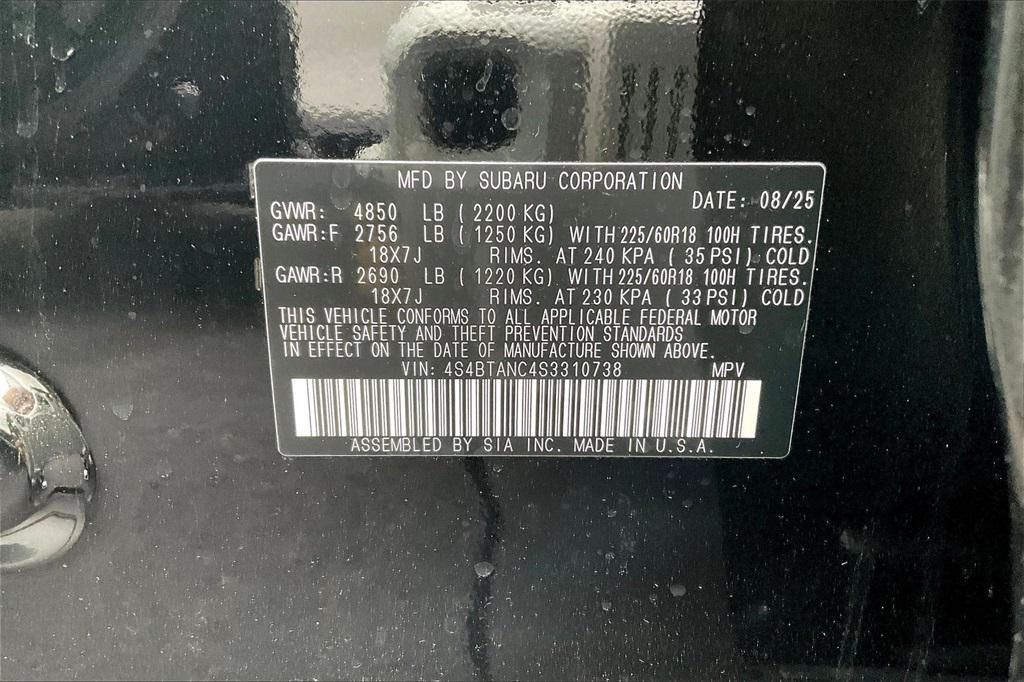 MFD BY SUBARU CORPORATION
DATE: 08/25
GVWR: 4850 LB (2200 KG)
GAWR:F 2756 LB (1250 KG) WITH 225/60R18 100H TIRES.
18X7J RIMS. AT 240 KPA (35 PSI) COLD
GAWR:R 2690 LB (1220 KG) WITH 225/60R18 100H TIRES.
18X7J RIMS. AT 230 KPA (33 PSI) COLD
THIS VEHICLE CONFORMS TO ALL APPLICABLE FEDERAL MOTOR
VEHICLE SAFETY AND THEFT PREVENTION STANDARDS
IN EFFECT ON THE DATE OF MANUFACTURE SHOWN ABOVE.
VIN: 4S4BTANC4S3310738 MPV
ASSEMBLED BY SIA INC. MADE IN U.S.A.